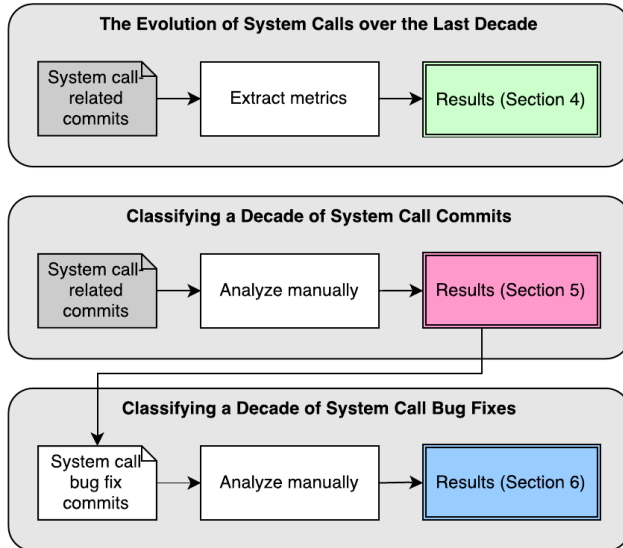 The Evolution of System Calls over the Last Decade
System call-
related
commits
Extract metrics
Results (Section 4)
Classifying a Decade of System Call Commits
System call-
related
commits
Analyze manually
Results (Section 5)
Classifying a Decade of System Call Bug Fixes
System call
bug fix
commits
Analyze manually
Results (Section 6)